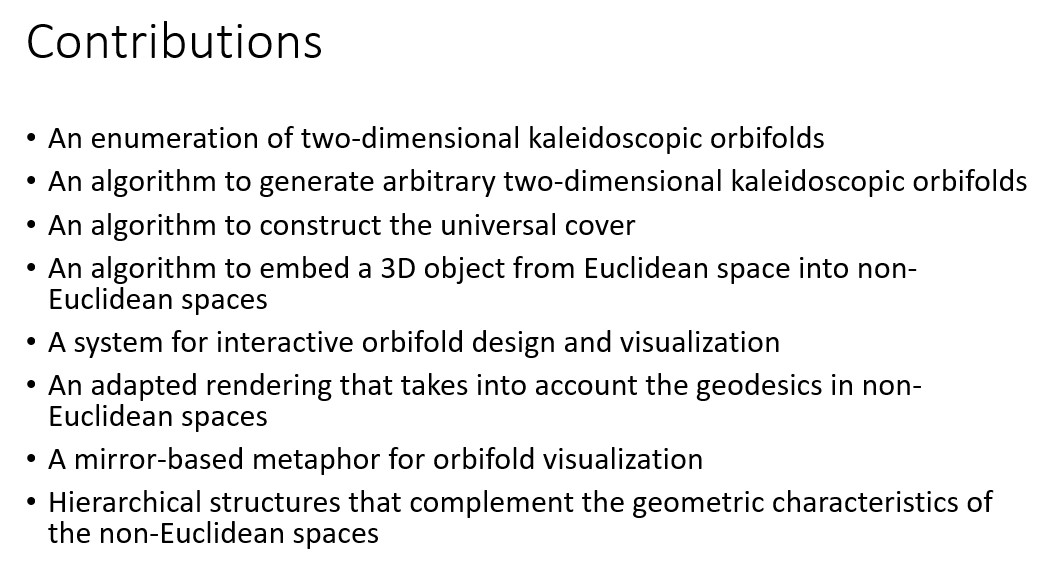 Contributions
• An enumeration of two-dimensional kaleidoscopic orbifolds
• An algorithm to generate arbitrary two-dimensional kaleidoscopic orbifolds
• An algorithm to construct the universal cover
• An algorithm to embed a 3D object from Euclidean space into non-
Euclidean spaces
• A system for interactive orbifold design and visualization
• An adapted rendering that takes into account the geodesics in non-
Euclidean spaces
• A mirror-based metaphor for orbifold visualization
• Hierarchical structures that complement the geometric characteristics of
the non-Euclidean spaces